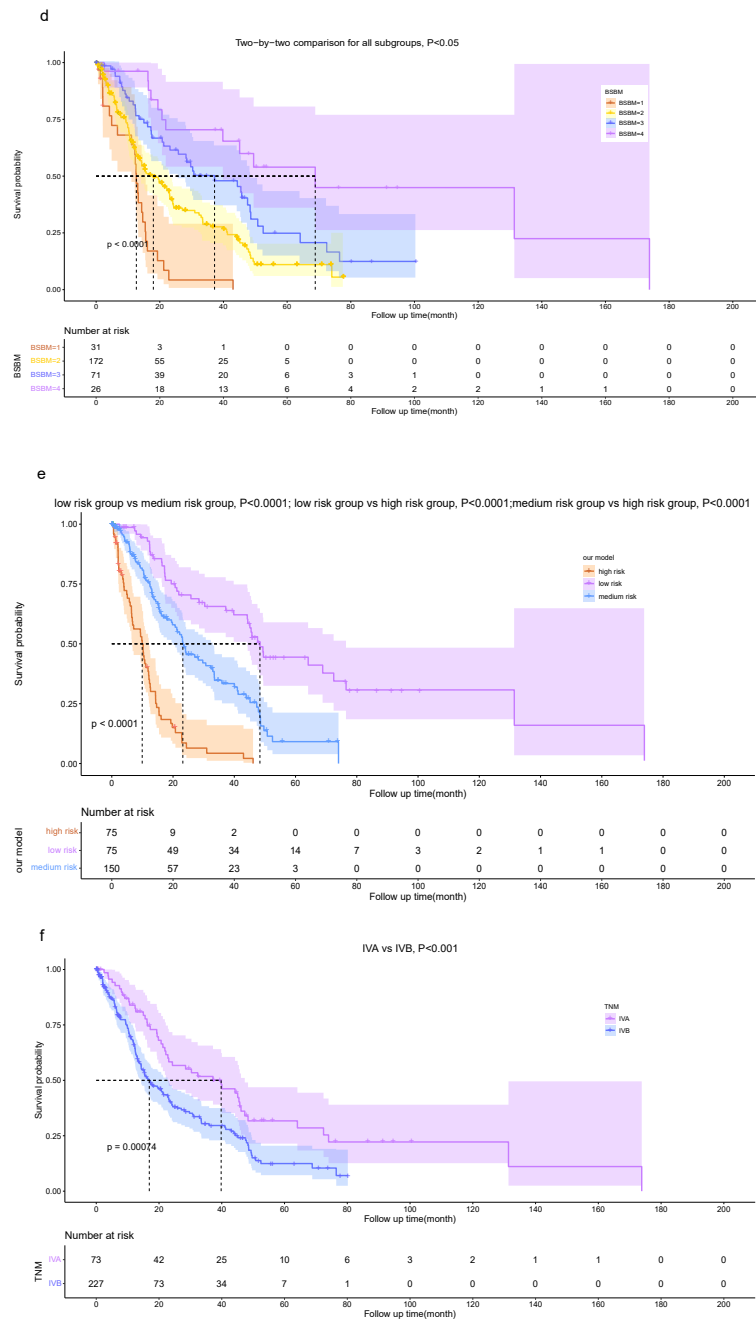 d
Two-by-two comparison for all subgroups, P<0.05
1.00
0.75
0.50
0.25
0.00
Survival probability
BSBM
BSBM=1
BSBM=2
BSBM=3
BSBM=4
p < 0.0001
0 20 40 60 80 100 120 140 160 180 200
Follow up time(month)
Number at risk
BSBM
BSBM=1 31 3 1 0 0 0 0 0 0 0 0
BSBM=2 172 55 25 5 0 0 0 0 0 0 0
BSBM=3 71 39 20 6 3 1 0 0 0 0 0
BSBM=4 26 18 13 6 4 2 2 1 1 0 0
0 20 40 60 80 100 120 140 160 180 200
Follow up time(month)
e
low risk group vs medium risk group, P<0.0001; low risk group vs high risk group, P<0.0001;medium risk group vs high risk group, P<0.0001
1.00
0.75
0.50
0.25
0.00
Survival probability
our model
high risk
low risk
medium risk
p < 0.0001
0 20 40 60 80 100 120 140 160 180 200
Follow up time(month)
Number at risk
our model
high risk 75 9 2 0 0 0 0 0 0 0 0
low risk 75 49 34 14 7 3 2 1 1 0 0
medium risk 150 57 23 3 0 0 0 0 0 0 0
0 20 40 60 80 100 120 140 160 180 200
Follow up time(month)
f
IVA vs IVB, P<0.001
1.00
0.75
0.50
0.25
0.00
Survival probability
TNM
IVA
IVB
p = 0.00074
0 20 40 60 80 100 120 140 160 180 200
Follow up time(month)
Number at risk
TNM
IVA 73 42 25 10 6 3 2 1 1 0 0
IVB 227 73 34 7 1 0 0 0 0 0 0
0 20 40 60 80 100 120 140 160 180 200
Follow up time(month)